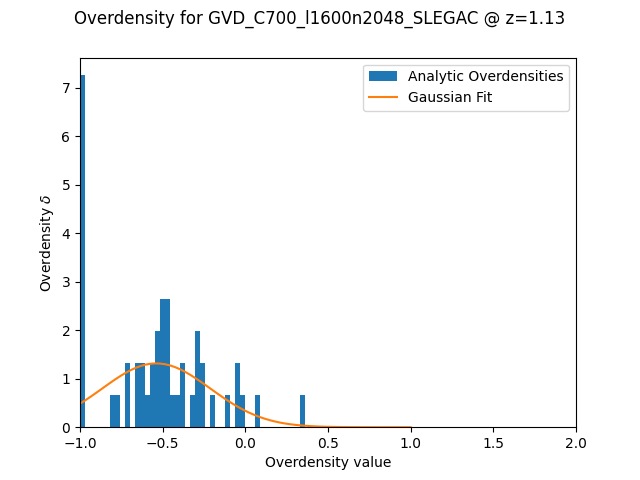 Overdensity for GVD_C700_l1600n2048_SLEGAC @ z=1.13
Analytic Overdensities
Gaussian Fit
Overdensity δ
7
6
5
4
3
2
1
0
−1.0 −0.5 0.0 0.5 1.0 1.5 2.0
Overdensity value